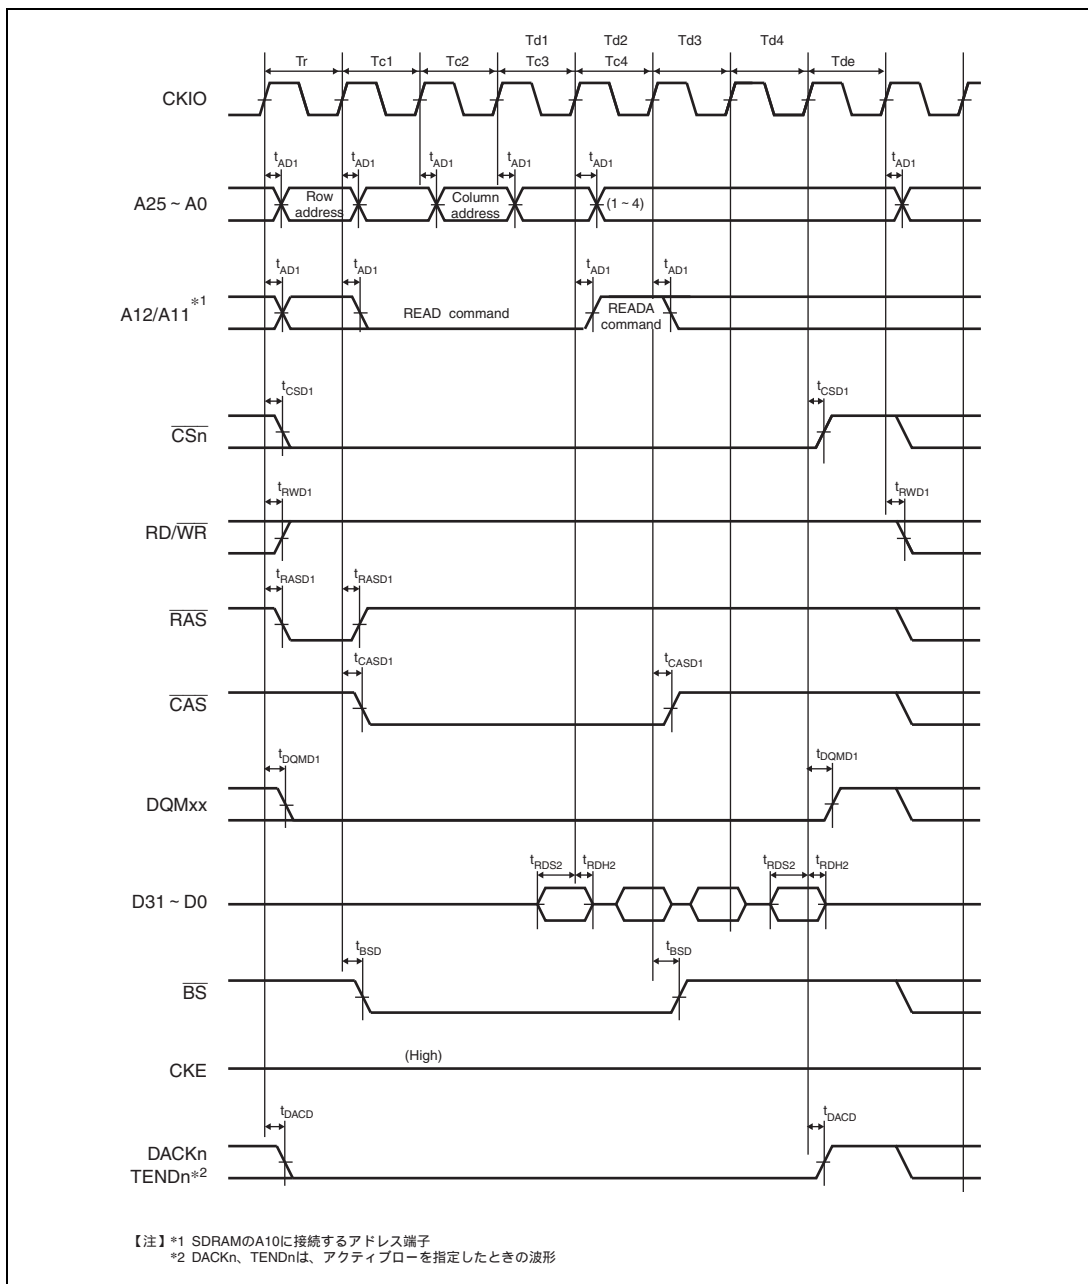 Td1 Td2 Td3 Td4
Tr Tc1 Tc2 Tc3 Tc4 Tde
CKIO
tAD1 tAD1 tAD1 tAD1 tAD1 tAD1
A25 ~ A0
Row address
Column address
(1 ~ 4)
tAD1 tAD1 tAD1 tAD1
A12/A11 *1
READ command
READA command
tCSD1 tCSD1
CSn
tRWD1 tRWD1
RD/WR
tRASD1 tRASD1
RAS
tCASD1 tCASD1
CAS
tDQMD1 tDQMD1
DQMxx
tRDS2 tRDH2 tRDS2 tRDH2
D31 ~ D0
tBSD tBSD
BS
(High)
CKE
tDACD tDACD
DACKn
TENDn*2
【注】*1 SDRAMのA10に接続するアドレス端子
*2 DACKn、TENDnは、アクティブローを指定したときの波形